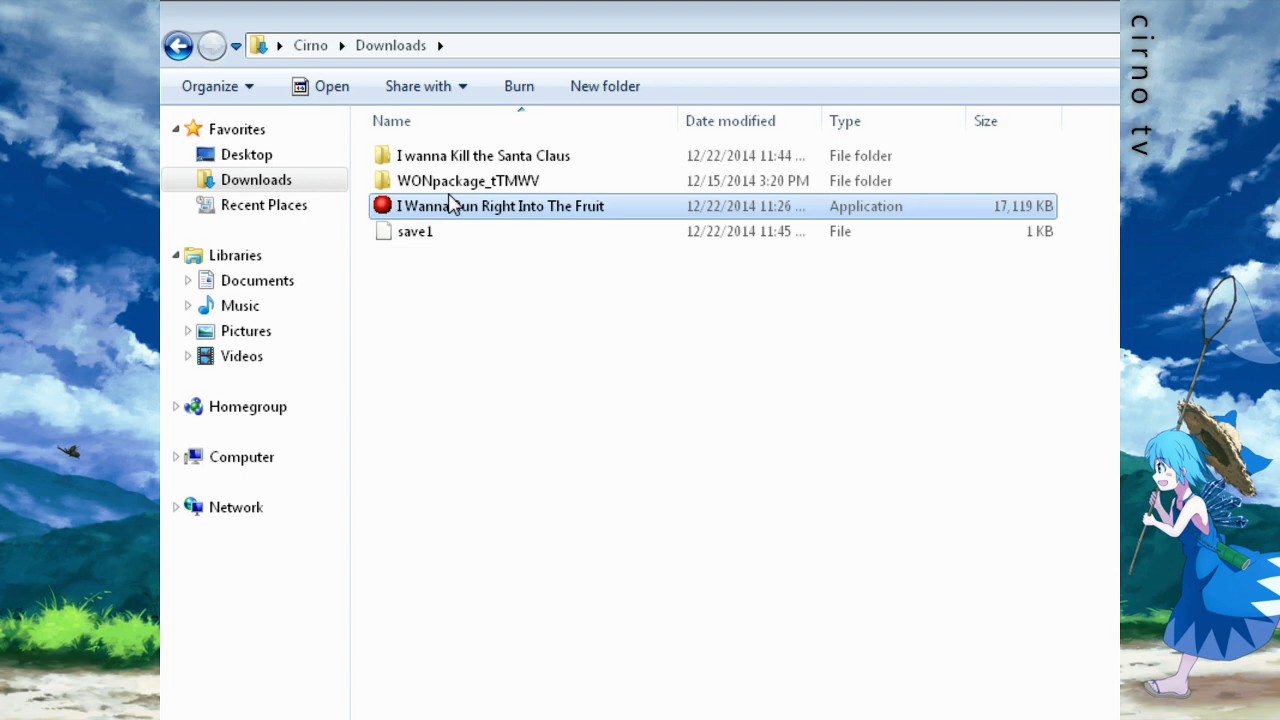 Cirno Downloads
Organize Open Share with Burn New folder
Name Date modified Type Size
Favorites
Desktop
Downloads
Recent Places
Libraries
Documents
Music
Pictures
Videos
Homegroup
Computer
Network
I wanna Kill the Santa Claus 12/22/2014 11:44 ... File folder
WONpackage_tTMWV 12/15/2014 3:20 PM File folder
I Wanna un Right Into The Fruit 12/22/2014 11:26 ... Application 17,119 KB
save1 12/22/2014 11:45 ... File 1 KB
cirno tv